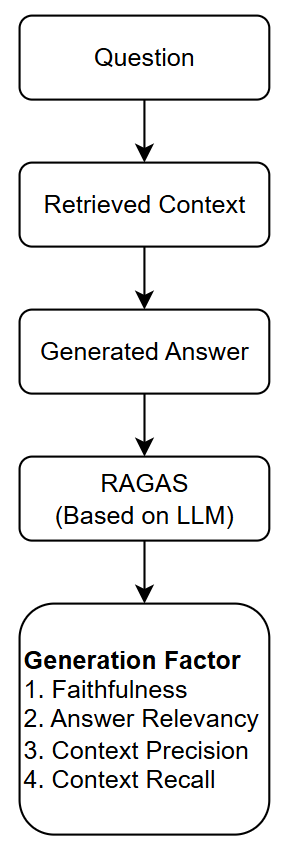 Question
Retrieved Context
Generated Answer
RAGAS
(Based on LLM)
Generation Factor
1. Faithfulness
2. Answer Relevancy
3. Context Precision
4. Context Recall